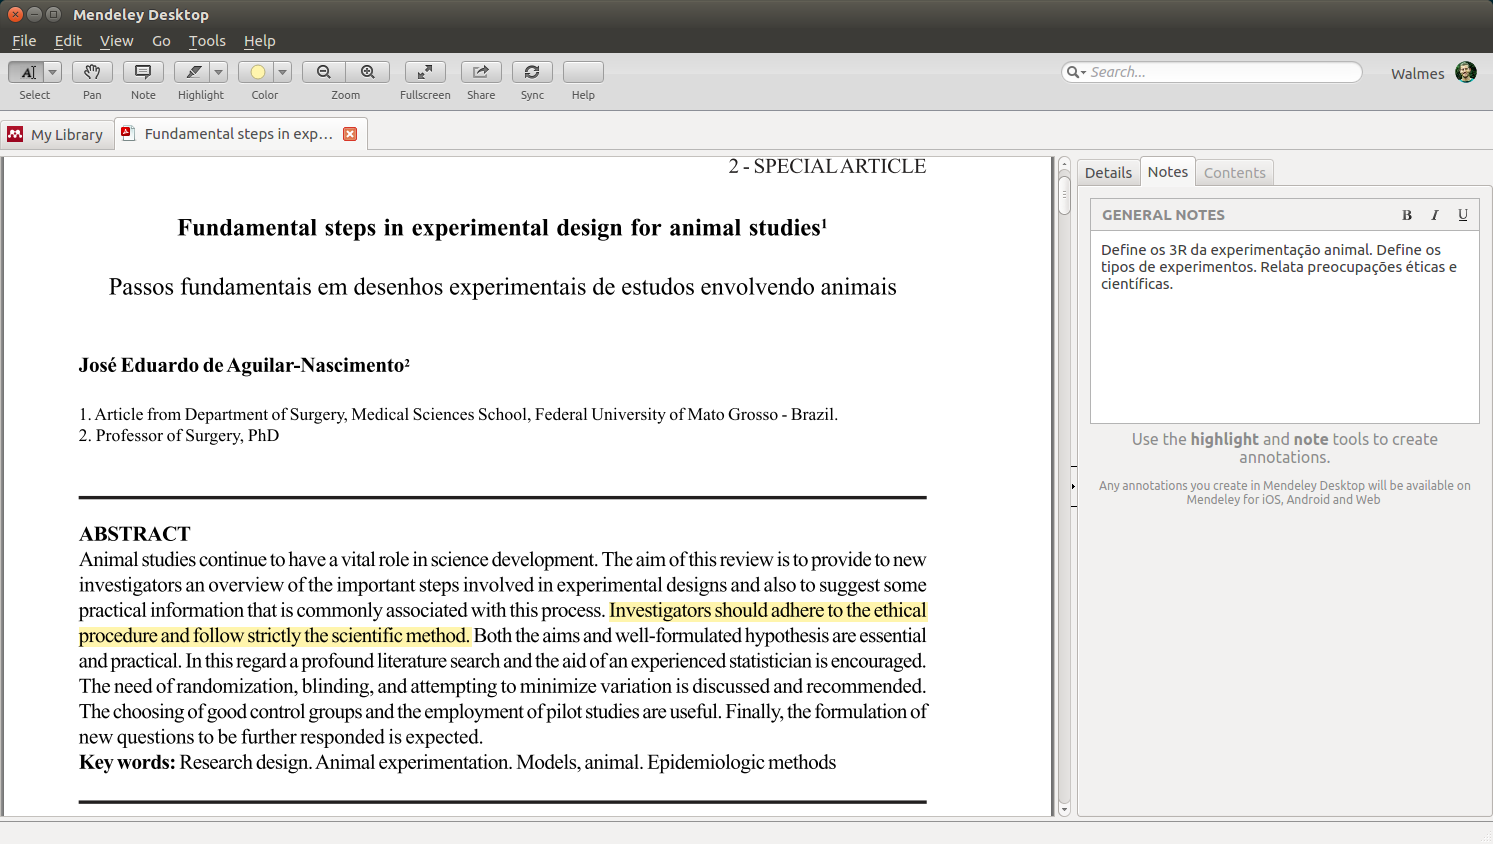 Mendeley Desktop
File Edit View Go Tools Help
Select Pan Note Highlight Color Zoom Fullscreen Share Sync Help
Search...
Walmes
My Library
Fundamental steps in exp...
2 - SPECIAL ARTICLE
Fundamental steps in experimental design for animal studies¹
Passos fundamentais em desenhos experimentais de estudos envolvendo animais
José Eduardo de Aguilar-Nascimento²
1. Article from Department of Surgery, Medical Sciences School, Federal University of Mato Grosso - Brazil.
2. Professor of Surgery, PhD
ABSTRACT
Animal studies continue to have a vital role in science development. The aim of this review is to provide to new
investigators an overview of the important steps involved in experimental designs and also to suggest some
practical information that is commonly associated with this process. Investigators should adhere to the ethical
procedure and follow strictly the scientific method. Both the aims and well-formulated hypothesis are essential
and practical. In this regard a profound literature search and the aid of an experienced statistician is encouraged.
The need of randomization, blinding, and attempting to minimize variation is discussed and recommended.
The choosing of good control groups and the employment of pilot studies are useful. Finally, the formulation of
new questions to be further responded is expected.
Key words: Research design. Animal experimentation. Models, animal. Epidemiologic methods
Details Notes Contents
GENERAL NOTES B I U
Define os 3R da experimentação animal. Define os
tipos de experimentos. Relata preocupações éticas e
científicas.
Use the highlight and note tools to create
annotations.
Any annotations you create in Mendeley Desktop will be available on
Mendeley for iOS, Android and Web